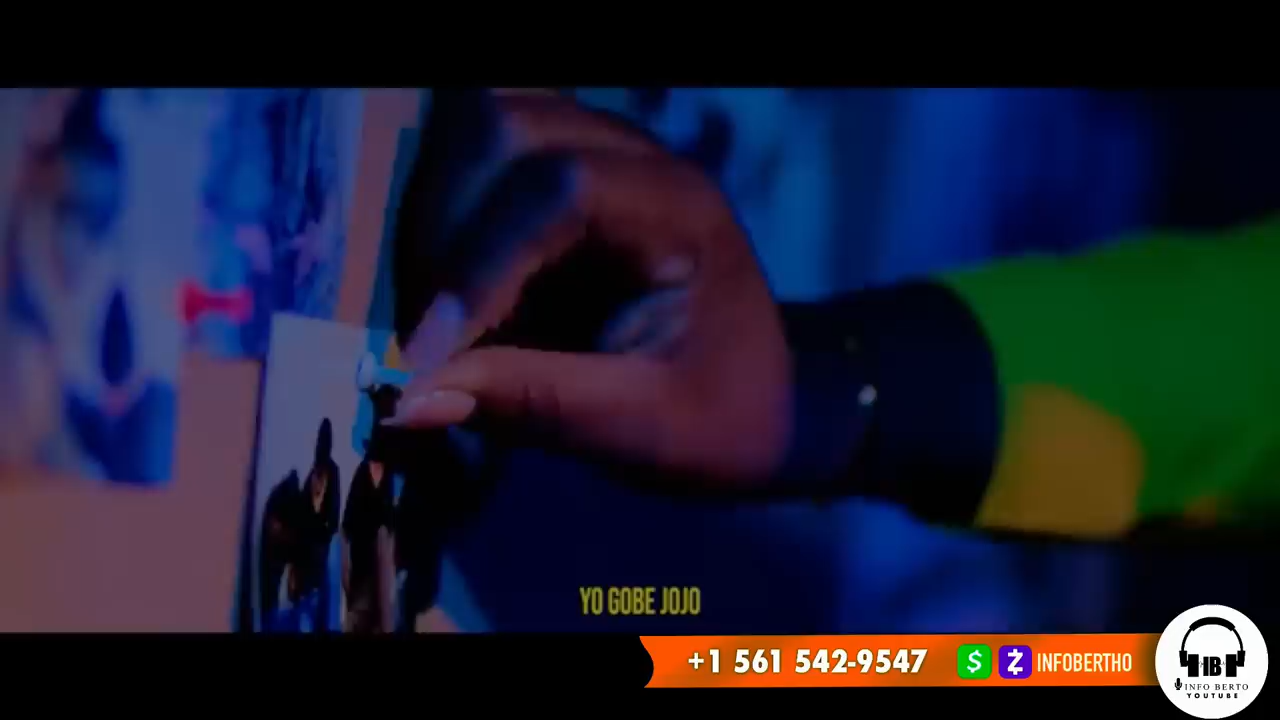 YO GOBE JOJO
+1 561 542-9547 $ Z INFOBERTHO
IB
INFO BERTO
YOUTUBE